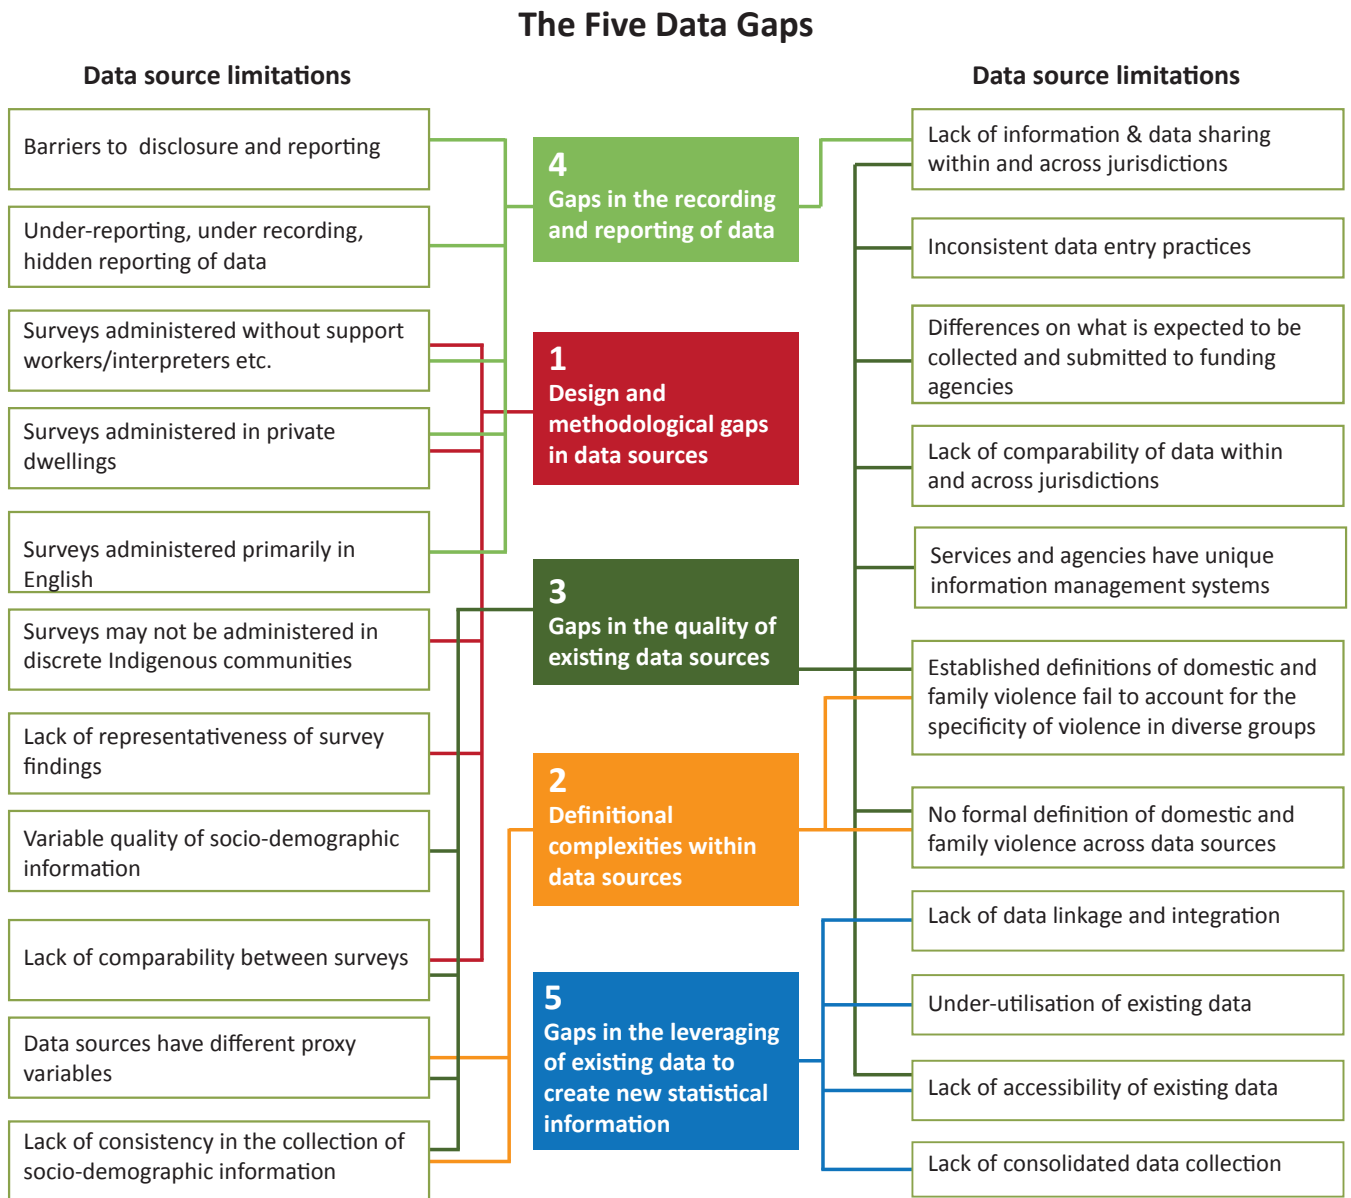 The Five Data Gaps
Data source limitations
Barriers to disclosure and reporting
Under-reporting, under recording,
hidden reporting of data
Surveys administered without support
workers/interpreters etc.
Surveys administered in private
dwellings
Surveys administered primarily in
English
Surveys may not be administered in
discrete Indigenous communities
Lack of representativeness of survey
findings
Variable quality of socio-demographic
information
Lack of comparability between surveys
Data sources have different proxy
variables
Lack of consistency in the collection of
socio-demographic information
4
Gaps in the recording
and reporting of data
1
Design and
methodological gaps
in data sources
3
Gaps in the quality of
existing data sources
2
Definitional
complexities within
data sources
5
Gaps in the leveraging
of existing data to
create new statistical
information
Data source limitations
Lack of information & data sharing
within and across jurisdictions
Inconsistent data entry practices
Differences on what is expected to be
collected and submitted to funding
agencies
Lack of comparability of data within
and across jurisdictions
Services and agencies have unique
information management systems
Established definitions of domestic and
family violence fail to account for the
specificity of violence in diverse groups
No formal definition of domestic and
family violence across data sources
Lack of data linkage and integration
Under-utilisation of existing data
Lack of accessibility of existing data
Lack of consolidated data collection